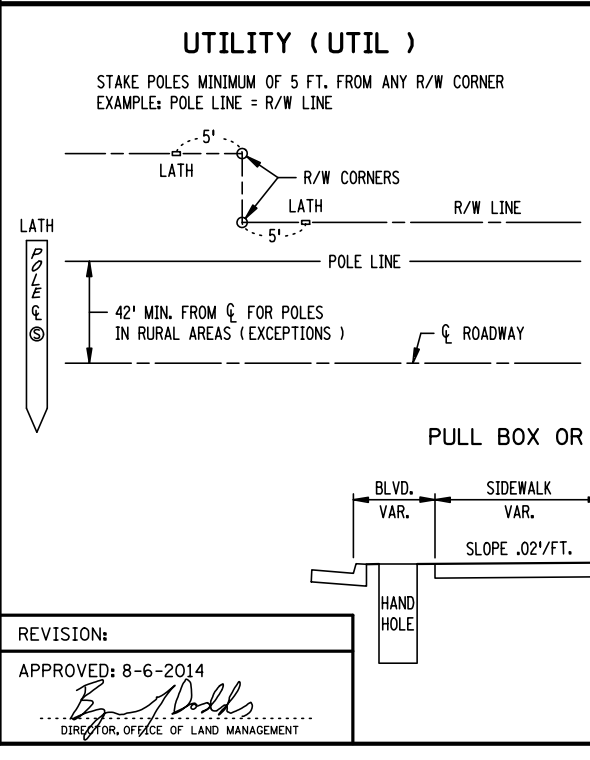 UTILITY ( UTIL )
STAKE POLES MINIMUM OF 5 FT. FROM ANY R/W CORNER
EXAMPLE: POLE LINE = R/W LINE
5'
LATH
R/W CORNERS
LATH
R/W LINE
5'
LATH
POLE ℄ Ⓢ
POLE LINE
42' MIN. FROM ℄ FOR POLES
IN RURAL AREAS ( EXCEPTIONS )
℄ ROADWAY
PULL BOX OR
BLVD.
VAR.
SIDEWALK
VAR.
SLOPE .02'/FT.
HAND
HOLE
REVISION:
APPROVED: 8-6-2014
DIRECTOR, OFFICE OF LAND MANAGEMENT